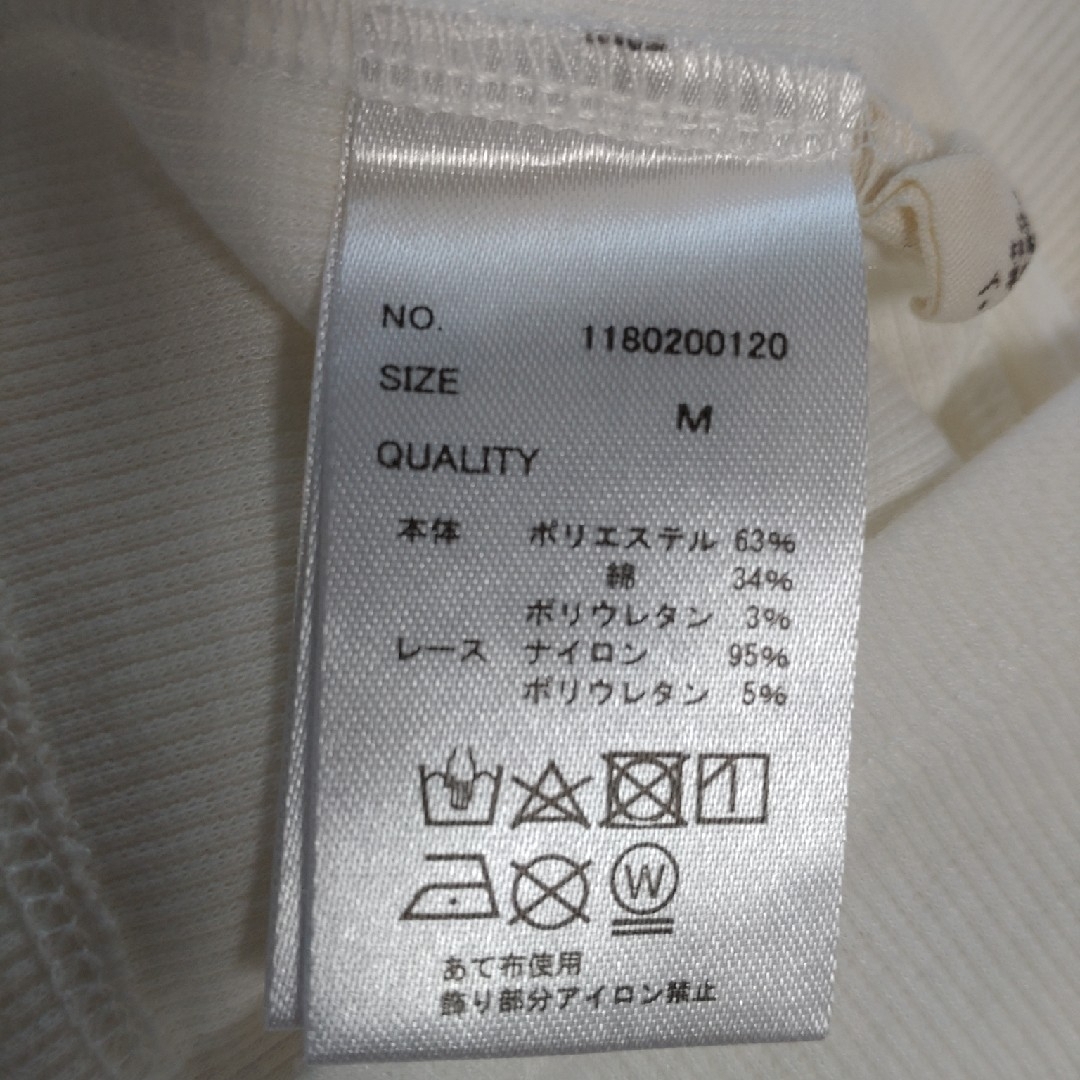 NO. 1180200120
SIZE M
QUALITY
本体 ポリエステル 63%
綿 34%
ポリウレタン 3%
レース ナイロン 95%
ポリウレタン 5%
W
あて布使用
飾り部分アイロン禁止